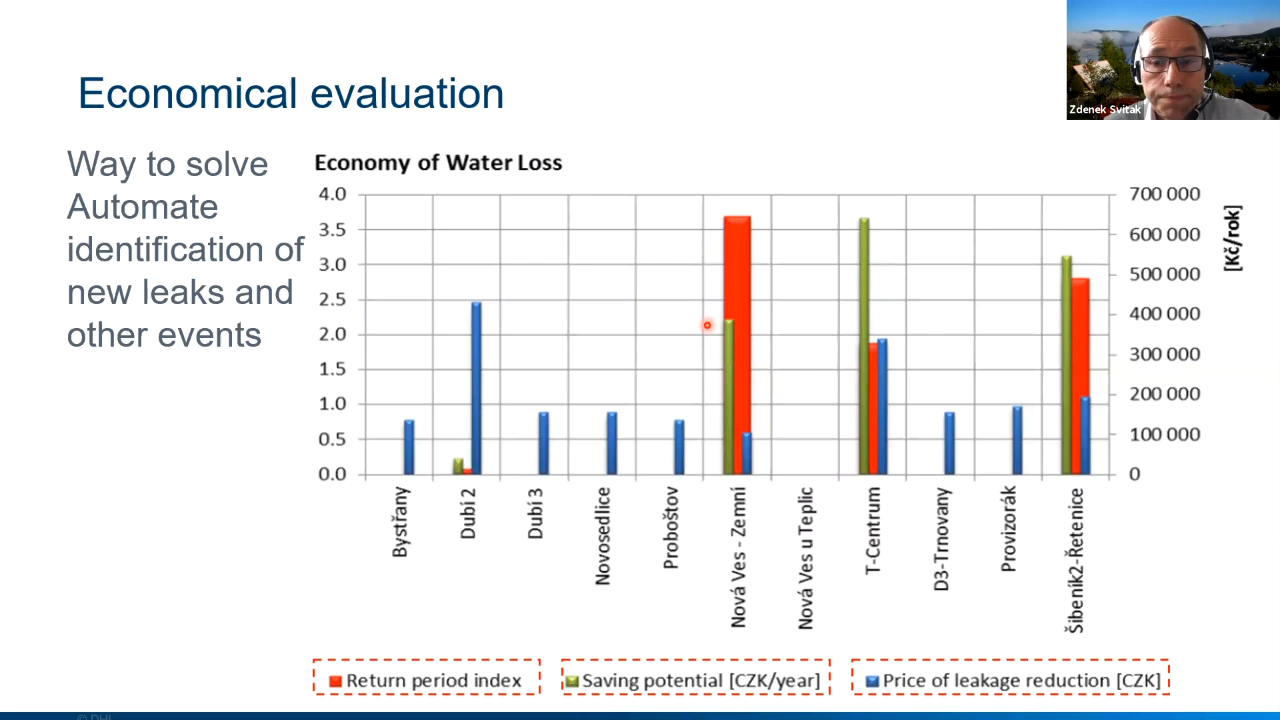 Economical evaluation
Zdenek Svitak
Way to solve
Automate
identification of
new leaks and
other events
Economy of Water Loss
4.0
3.5
3.0
2.5
2.0
1.5
1.0
0.5
0.0
700 000
600 000
500 000
400 000
300 000
200 000
100 000
0
[Kč/rok]
Bystřany
Dubí 2
Dubí 3
Novosedlice
Proboštov
Nová Ves - Zemní
Nová Ves u Teplic
T-Centrum
D3-Trnovany
Provizorák
Šibeník2-Řetenice
Return period index
Saving potential [CZK/year]
Price of leakage reduction [CZK]
© DHI